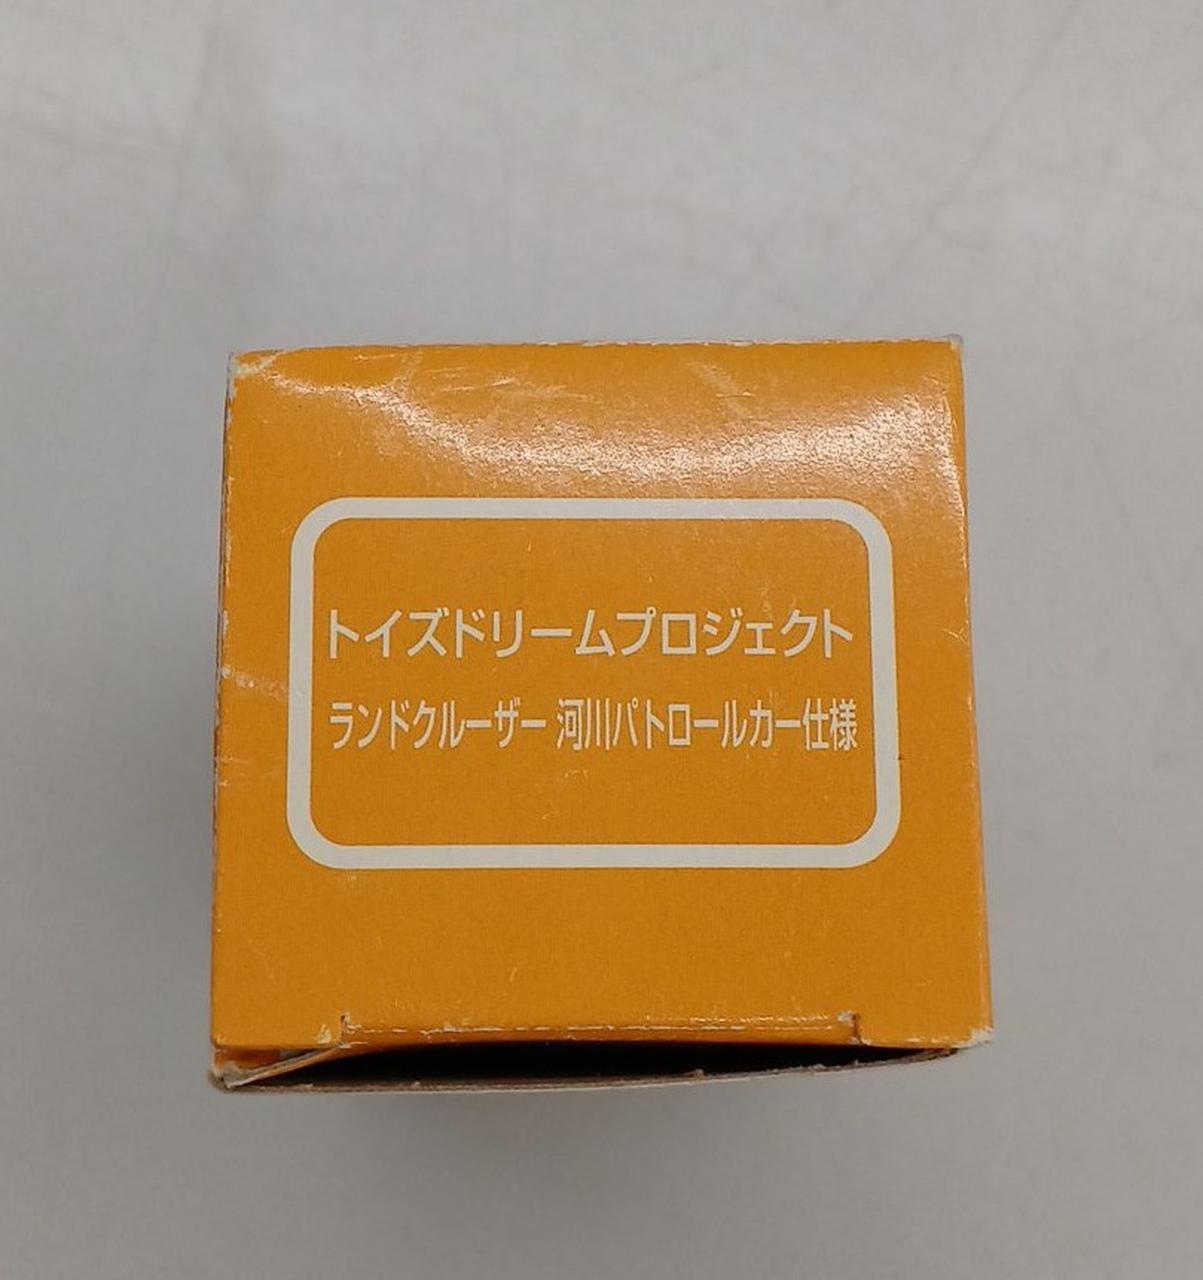 トイズドリームプロジェクト
ランドクルーザー 河川パトロールカー仕様